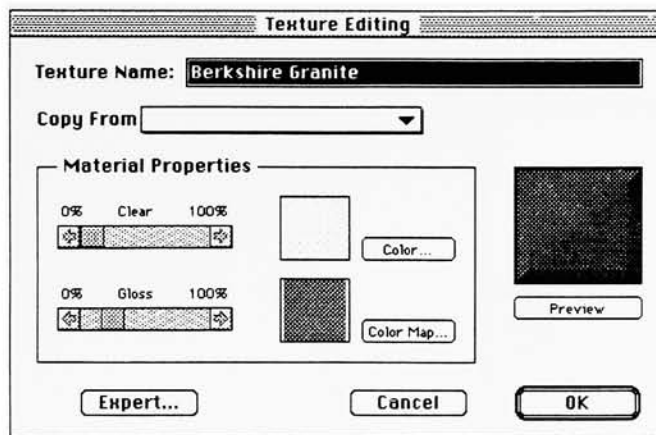 Texture Editing
Texture Name: Berkshire Granite
Copy From
Material Properties
0% Clear 100%
Color...
0% Gloss 100%
Color Map...
Preview
Expert... Cancel OK